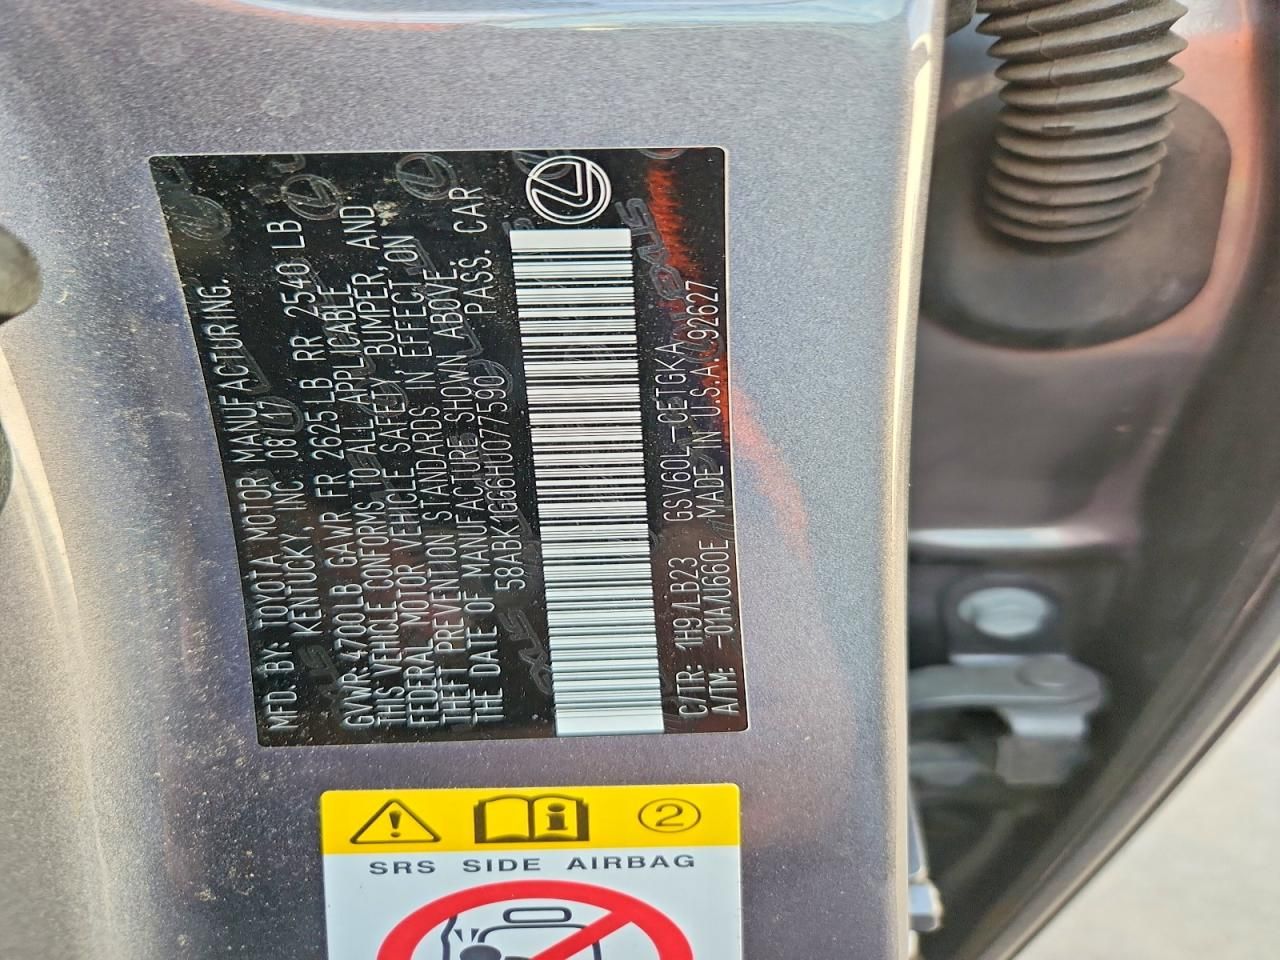 MFD. BY: TOYOTA MOTOR MANUFACTURING.
KENTUCKY, INC. 08/17
GVWR: 4700LB GAWR FR 2625LB RR 2540LB
THIS VEHICLE CONFORMS TO ALL APPLICABLE
FEDERAL MOTOR VEHICLE SAFETY, BUMPER, AND
THEFT PREVENTION STANDARDS IN EFFECT ON
THE DATE OF MANUFACTURE SHOWN ABOVE.
58ABK1GG6HU077590 PASS. CAR
C/TR: 1H9/LB23 GSV60L-CETGKA
A/TM: -01A/U660E MADE IN U.S.A. 92627
2
SRS SIDE AIRBAG